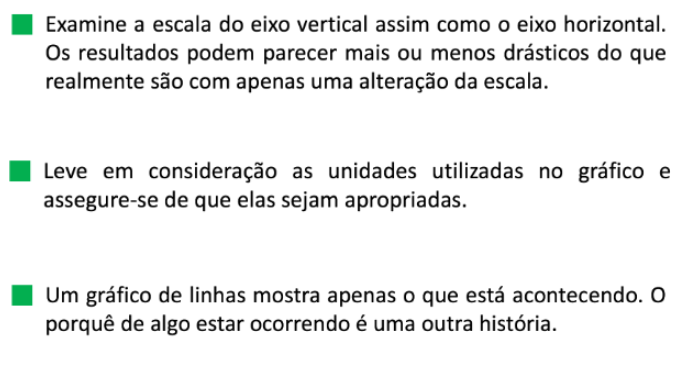 Examine a escala do eixo vertical assim como o eixo horizontal.
Os resultados podem parecer mais ou menos drásticos do que
realmente são com apenas uma alteração da escala.
Leve em consideração as unidades utilizadas no gráfico e
assegure-se de que elas sejam apropriadas.
Um gráfico de linhas mostra apenas o que está acontecendo. O
porquê de algo estar ocorrendo é uma outra história.